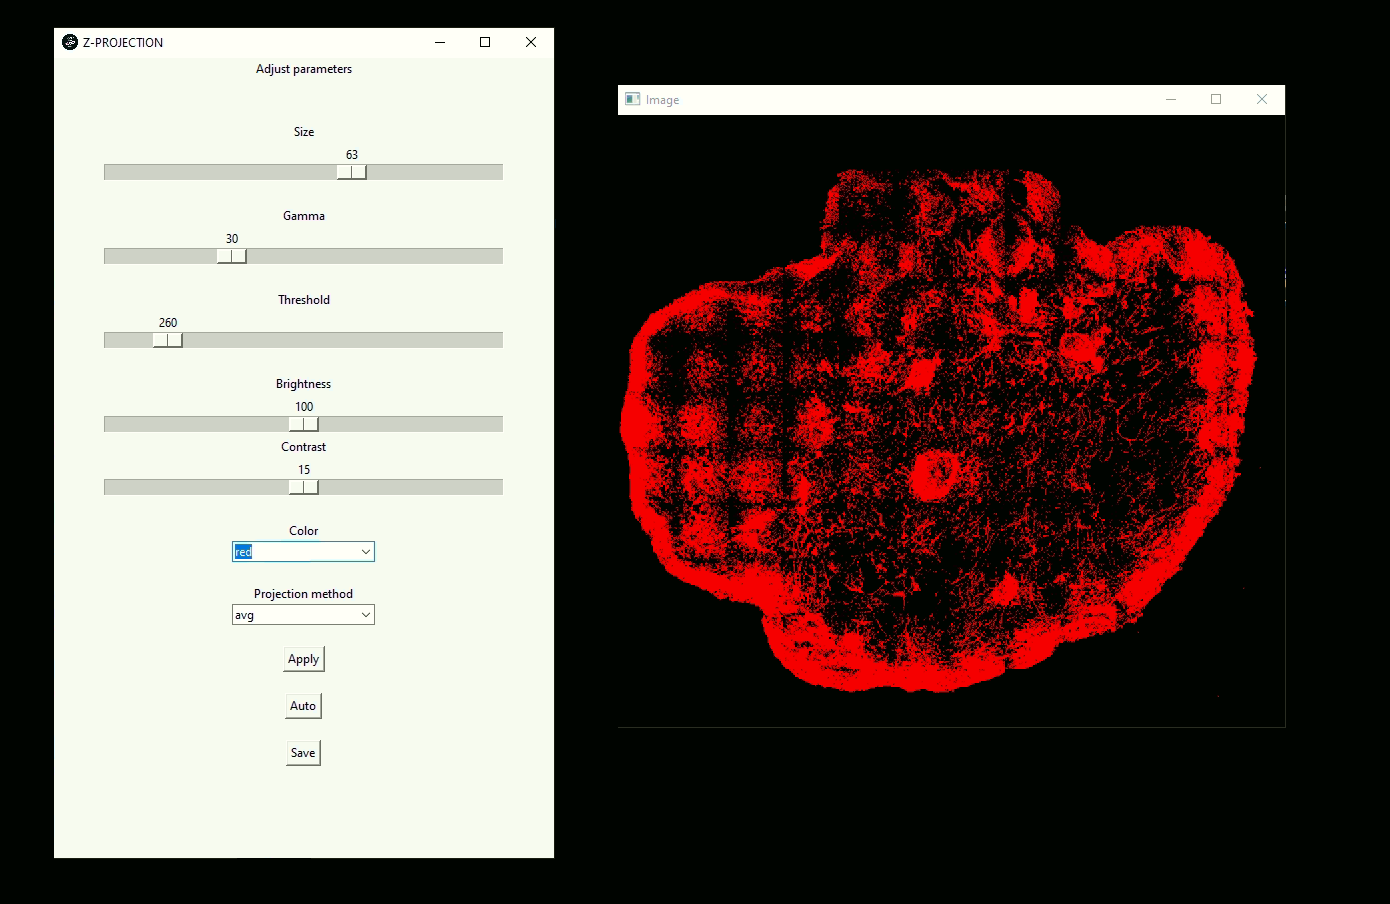 Z-PROJECTION
Adjust parameters
Size
63
Gamma
30
Threshold
260
Brightness
100
Contrast
15
Color
red
Projection method
avg
Apply
Auto
Save
Image